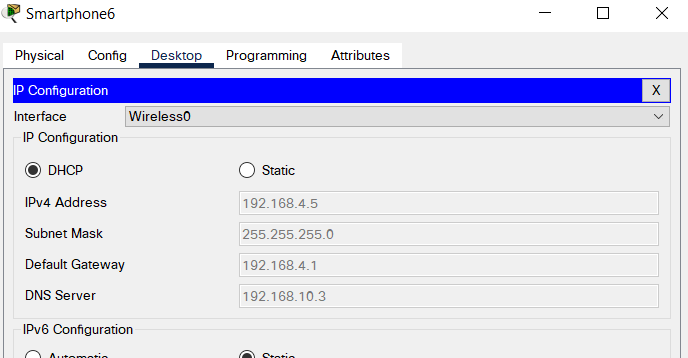 Smartphone6
Physical Config Desktop Programming Attributes
IP Configuration X
Interface Wireless0
IP Configuration
DHCP Static
IPv4 Address 192.168.4.5
Subnet Mask 255.255.255.0
Default Gateway 192.168.4.1
DNS Server 192.168.10.3
IPv6 Configuration
Automatic Static